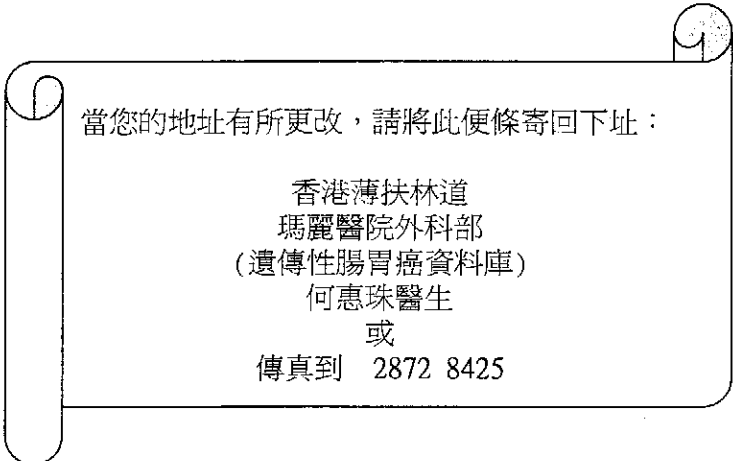 當您的地址有所更改，請將此便條寄回下址：
香港薄扶林道
瑪麗醫院外科部
(遺傳性腸胃癌資料庫)
何惠珠醫生
或
傳真到 2872 8425